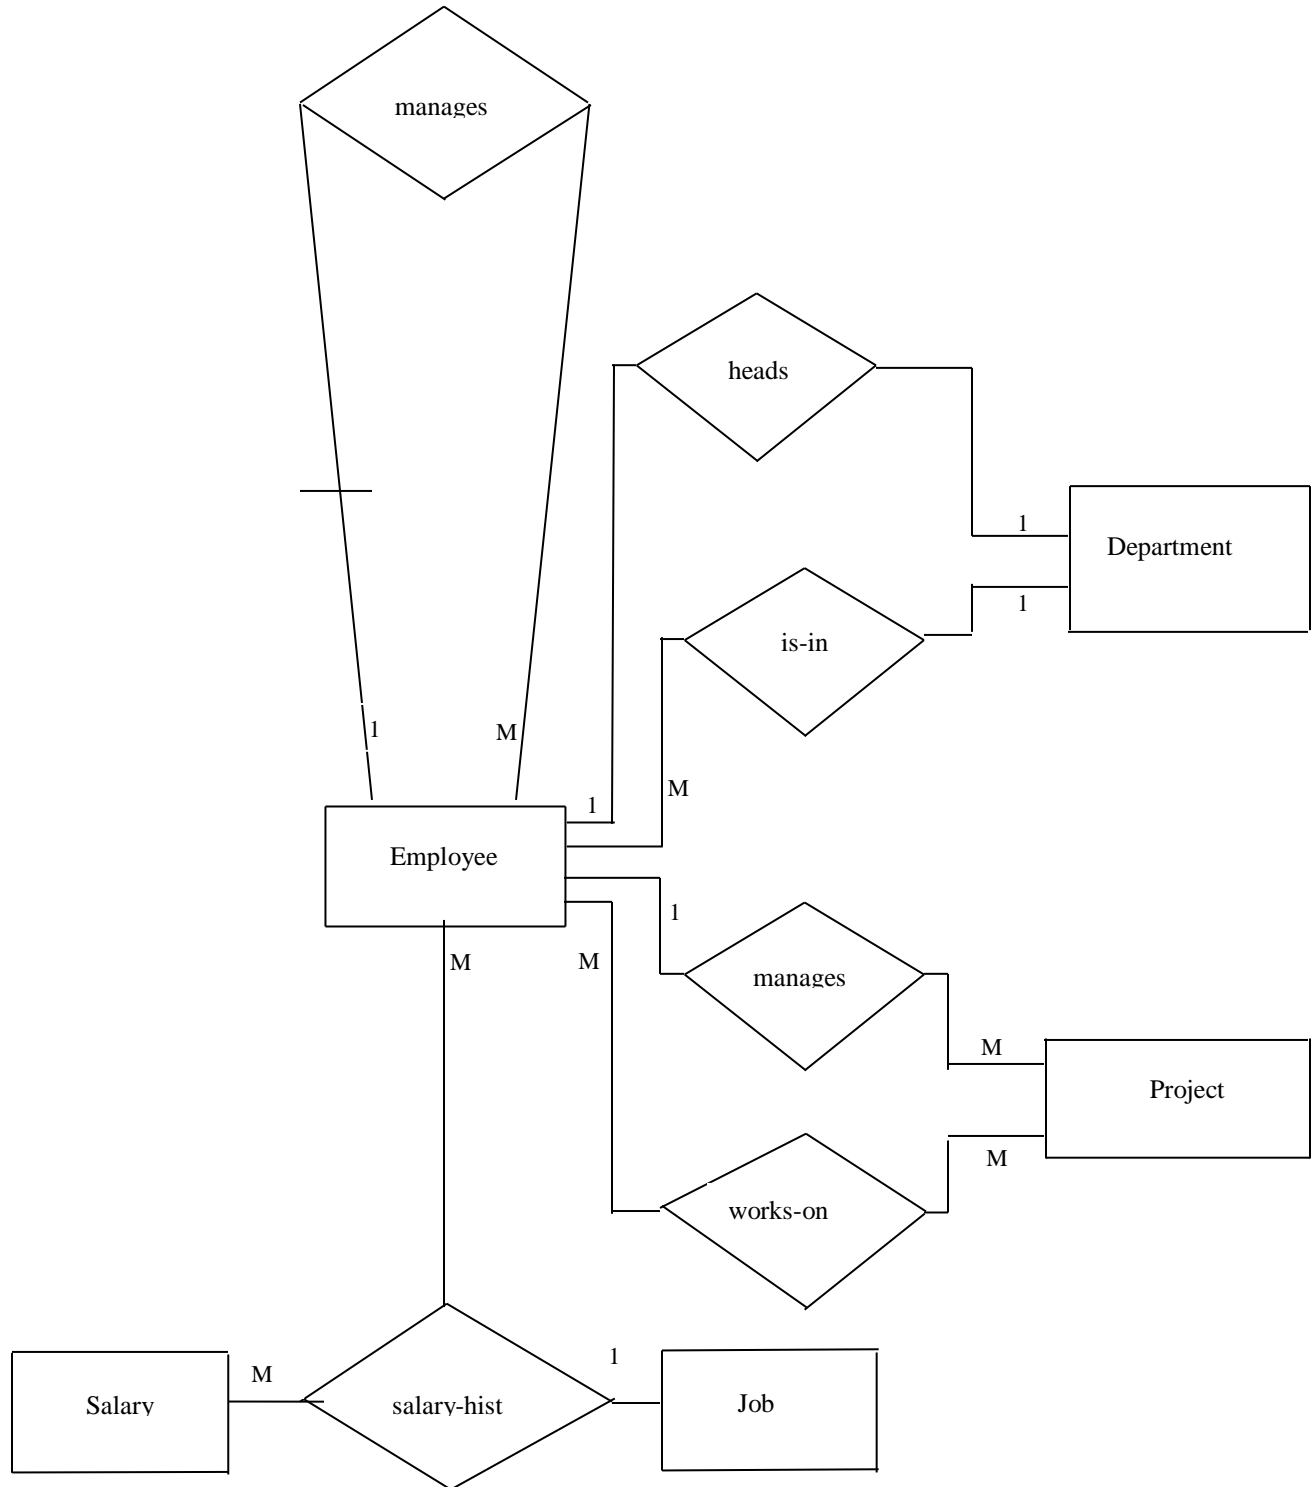 manages
heads
1
Department
is-in
1
1
M
M
1
Employee
1
M
M
manages
M
Project
M
works-on
1
M
Salary
salary-hist
Job